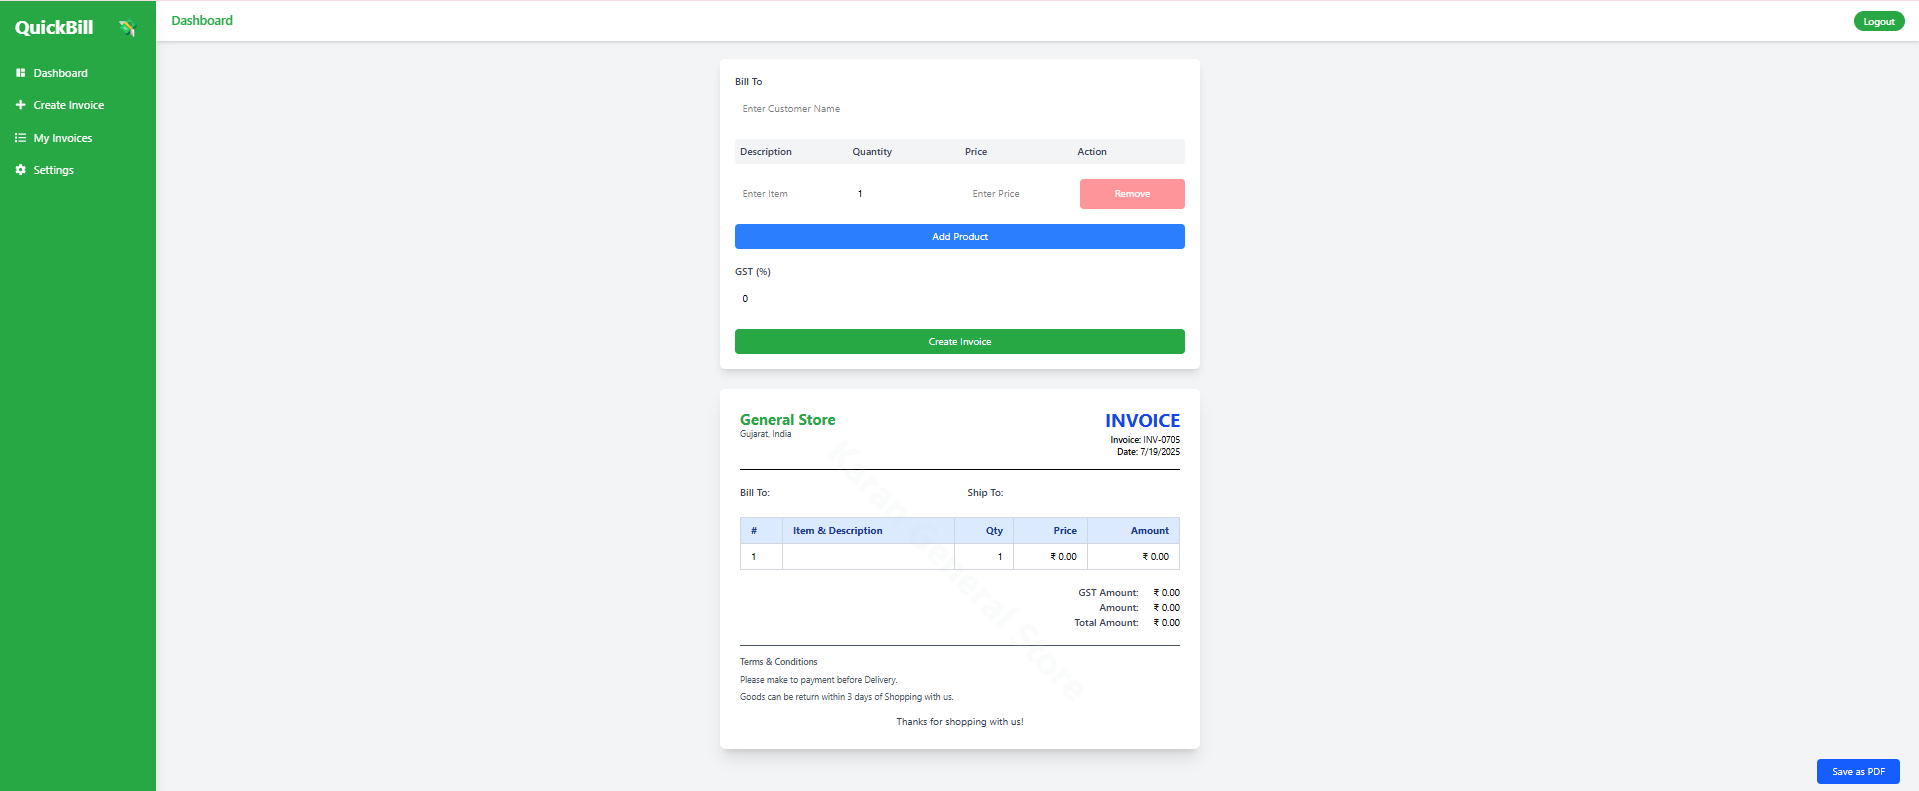 QuickBill
Dashboard
Create Invoice
My Invoices
Settings
Dashboard
Logout
Bill To
Enter Customer Name
Description Quantity Price Action
Enter Item 1 Enter Price Remove
Add Product
GST (%)
0
Create Invoice
General Store
Gujarat, India
INVOICE
Invoice: INV-0705
Date: 7/19/2025
Bill To: Ship To:
# Item & Description Qty Price Amount
1 1 ₹ 0.00 ₹ 0.00
GST Amount: ₹ 0.00
Amount: ₹ 0.00
Total Amount: ₹ 0.00
Karan General Store
Terms & Conditions
Please make to payment before Delivery.
Goods can be return within 3 days of Shopping with us.
Thanks for shopping with us!
Save as PDF